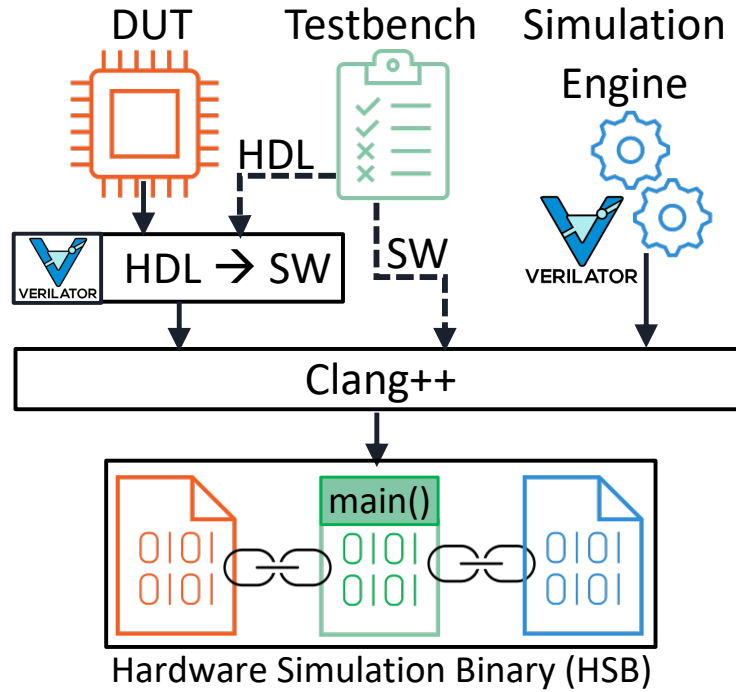 DUT
Testbench
Simulation
Engine
HDL
VERILATOR
HDL → SW
SW
VERILATOR
Clang++
main()
0101
0101
0101
0101
0101
0101
Hardware Simulation Binary (HSB)